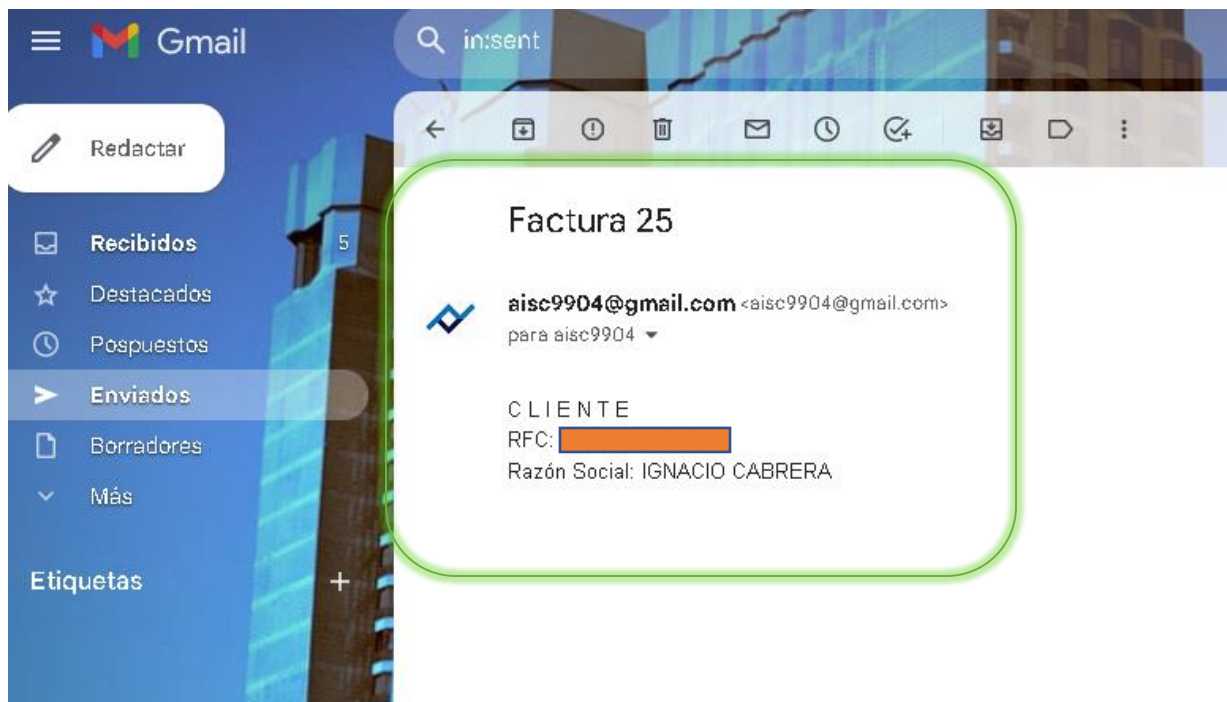 Gmail
in:sent
Redactar
Recibidos 5
Destacados
Pospuestos
Enviados
Borradores
Más
Etiquetas
Factura 25
aisc9904@gmail.com <aisc9904@gmail.com>
para aisc9904
C L I E N T E
RFC:
Razón Social: IGNACIO CABRERA